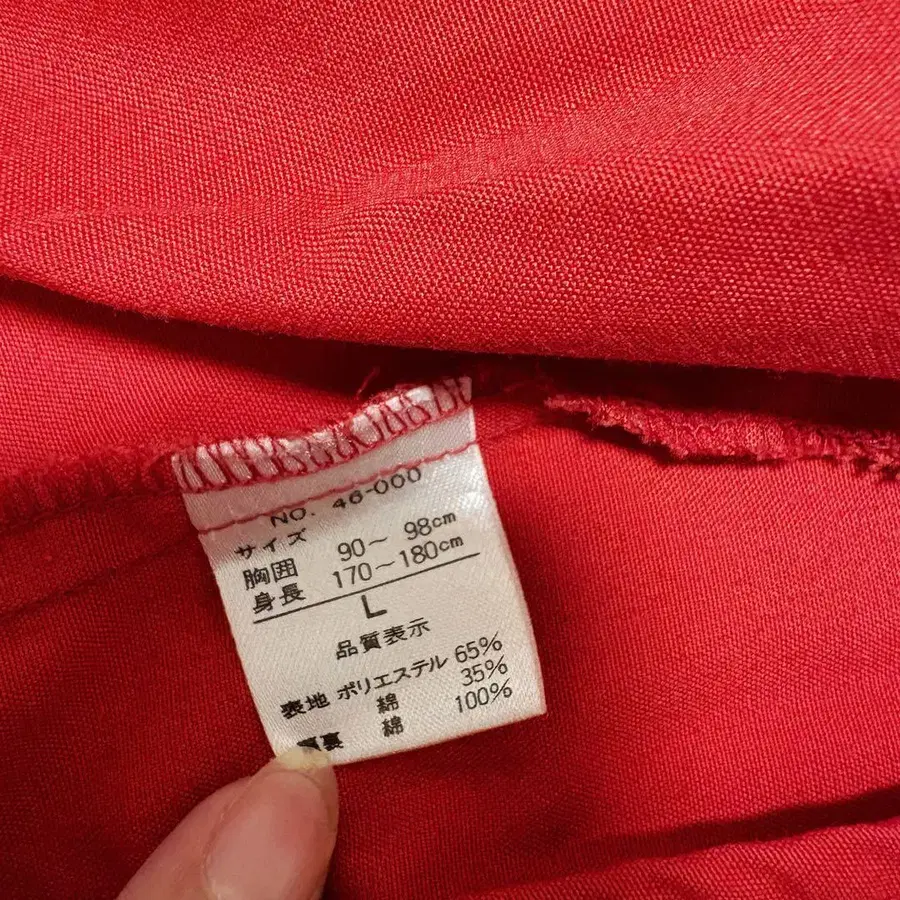 NO. 46-000
サイズ
胸囲 90～98cm
身長 170～180cm
L
品質表示
表地 ポリエステル 65%
綿 35%
裏 綿 100%